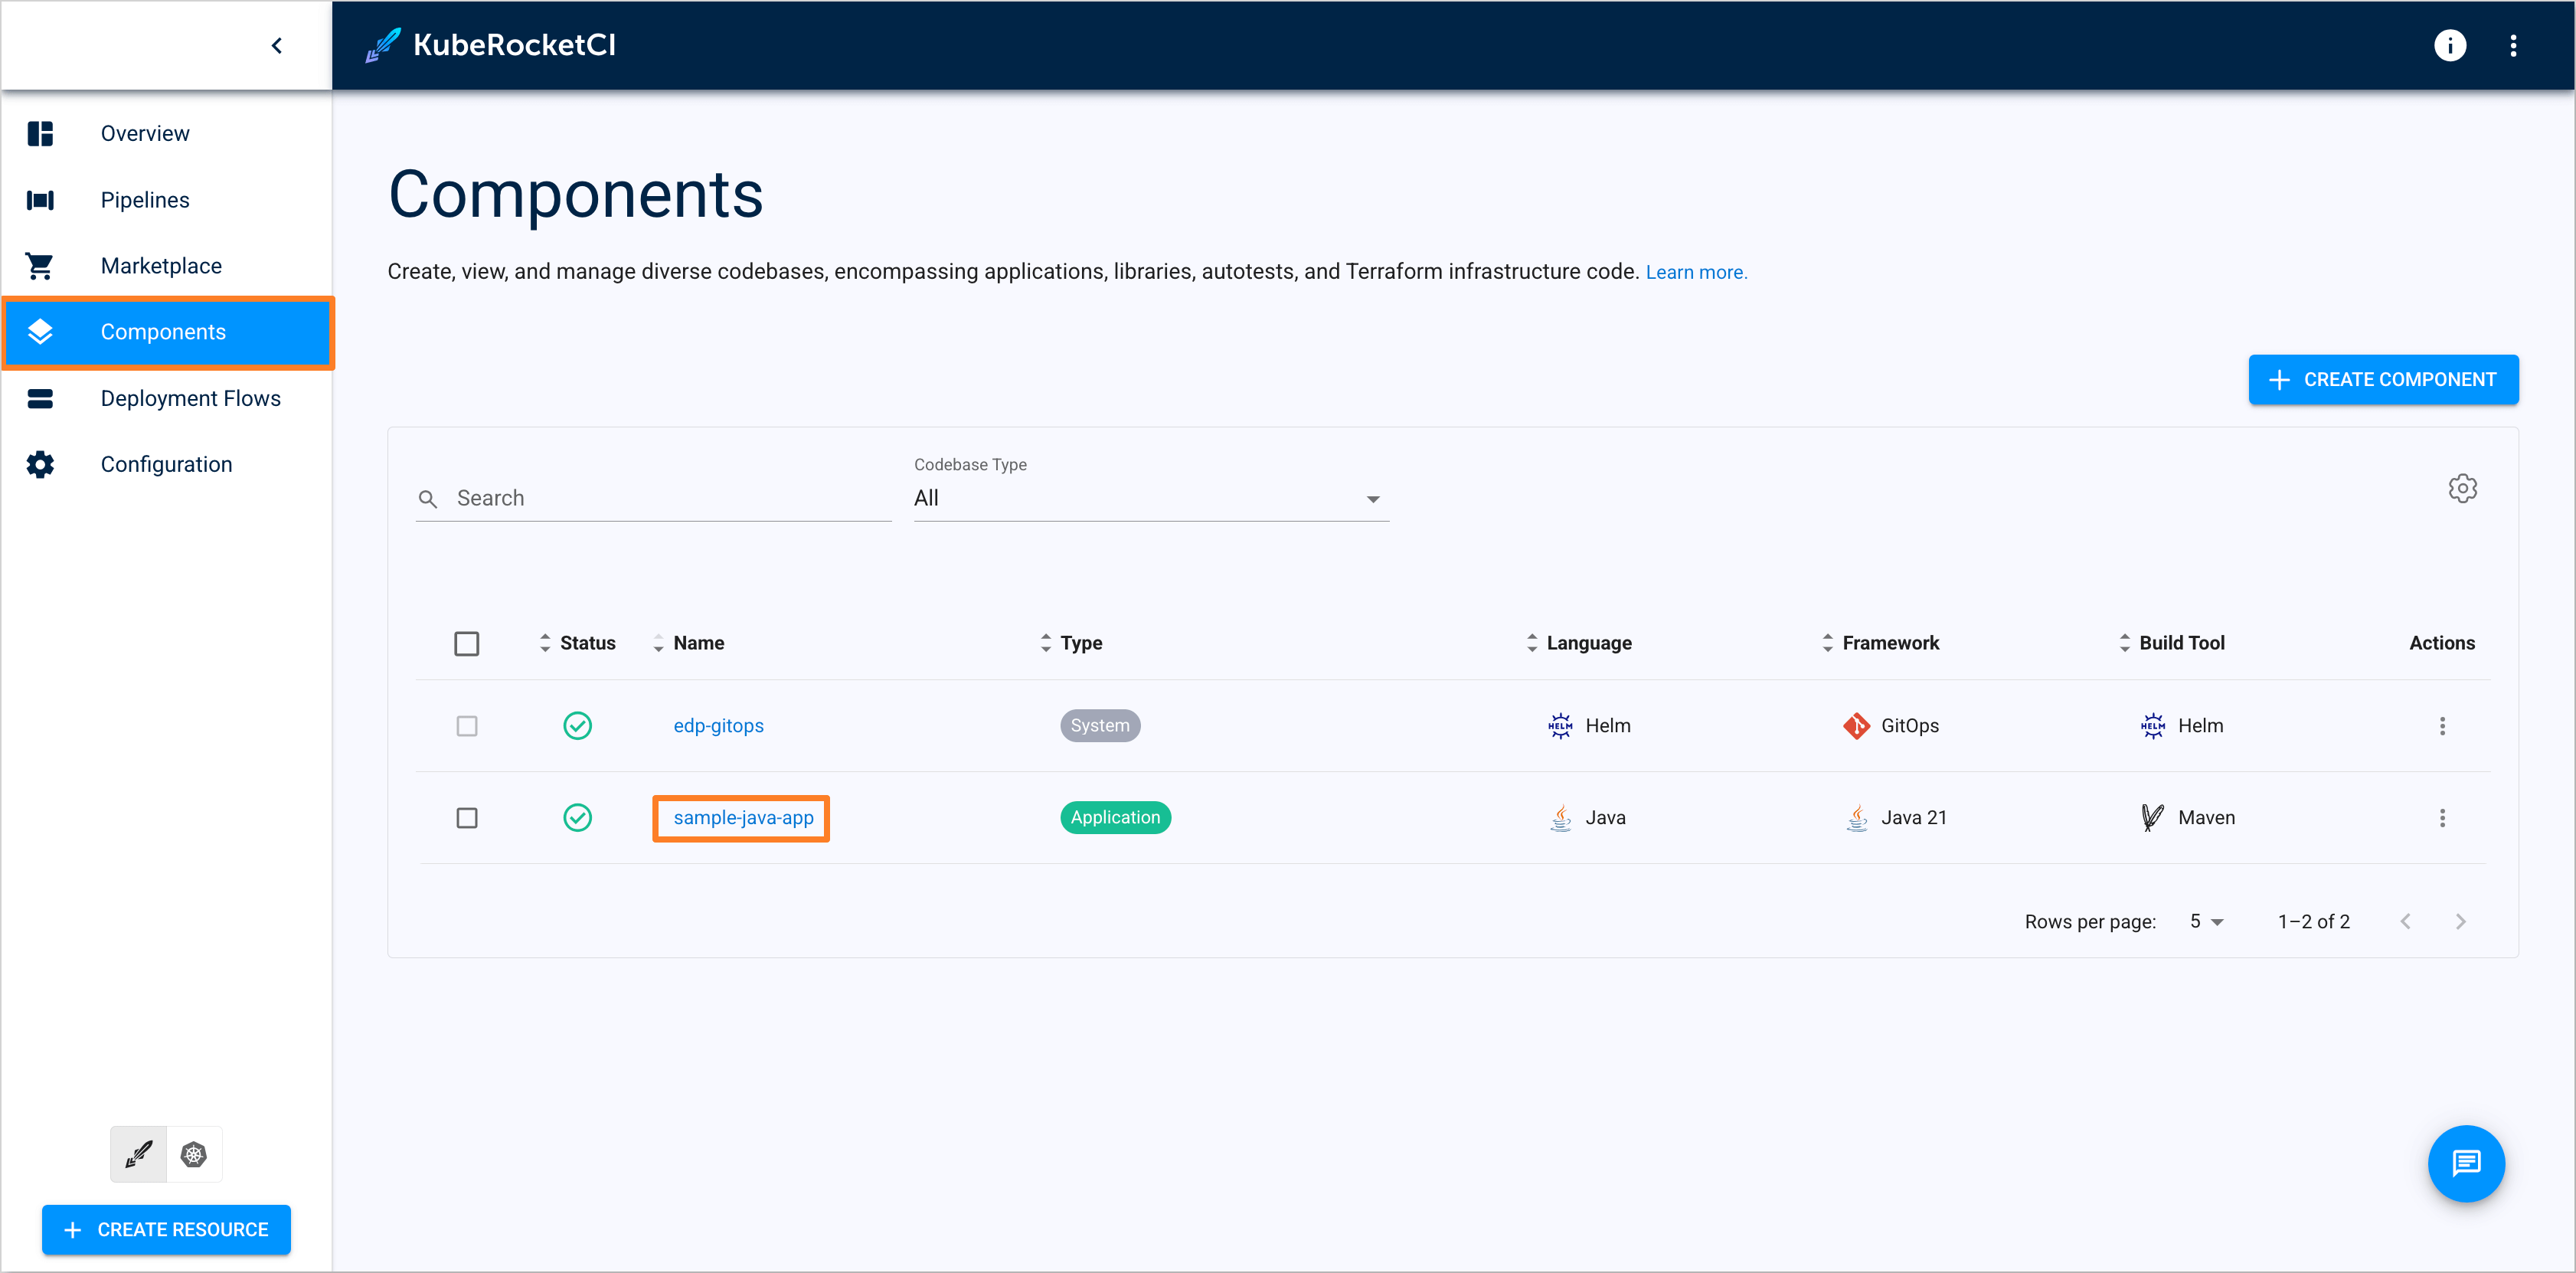 KubeRocketCI
Overview
Pipelines
Marketplace
Components
Deployment Flows
Configuration
CREATE RESOURCE
Components
Create, view, and manage diverse codebases, encompassing applications, libraries, autotests, and Terraform infrastructure code. Learn more.
CREATE COMPONENT
Codebase Type
Search All
Status Name Type Language Framework Build Tool Actions
edp-gitops System HELM Helm GitOps HELM Helm
sample-java-app Application Java Java 21 Maven
Rows per page: 5 1–2 of 2